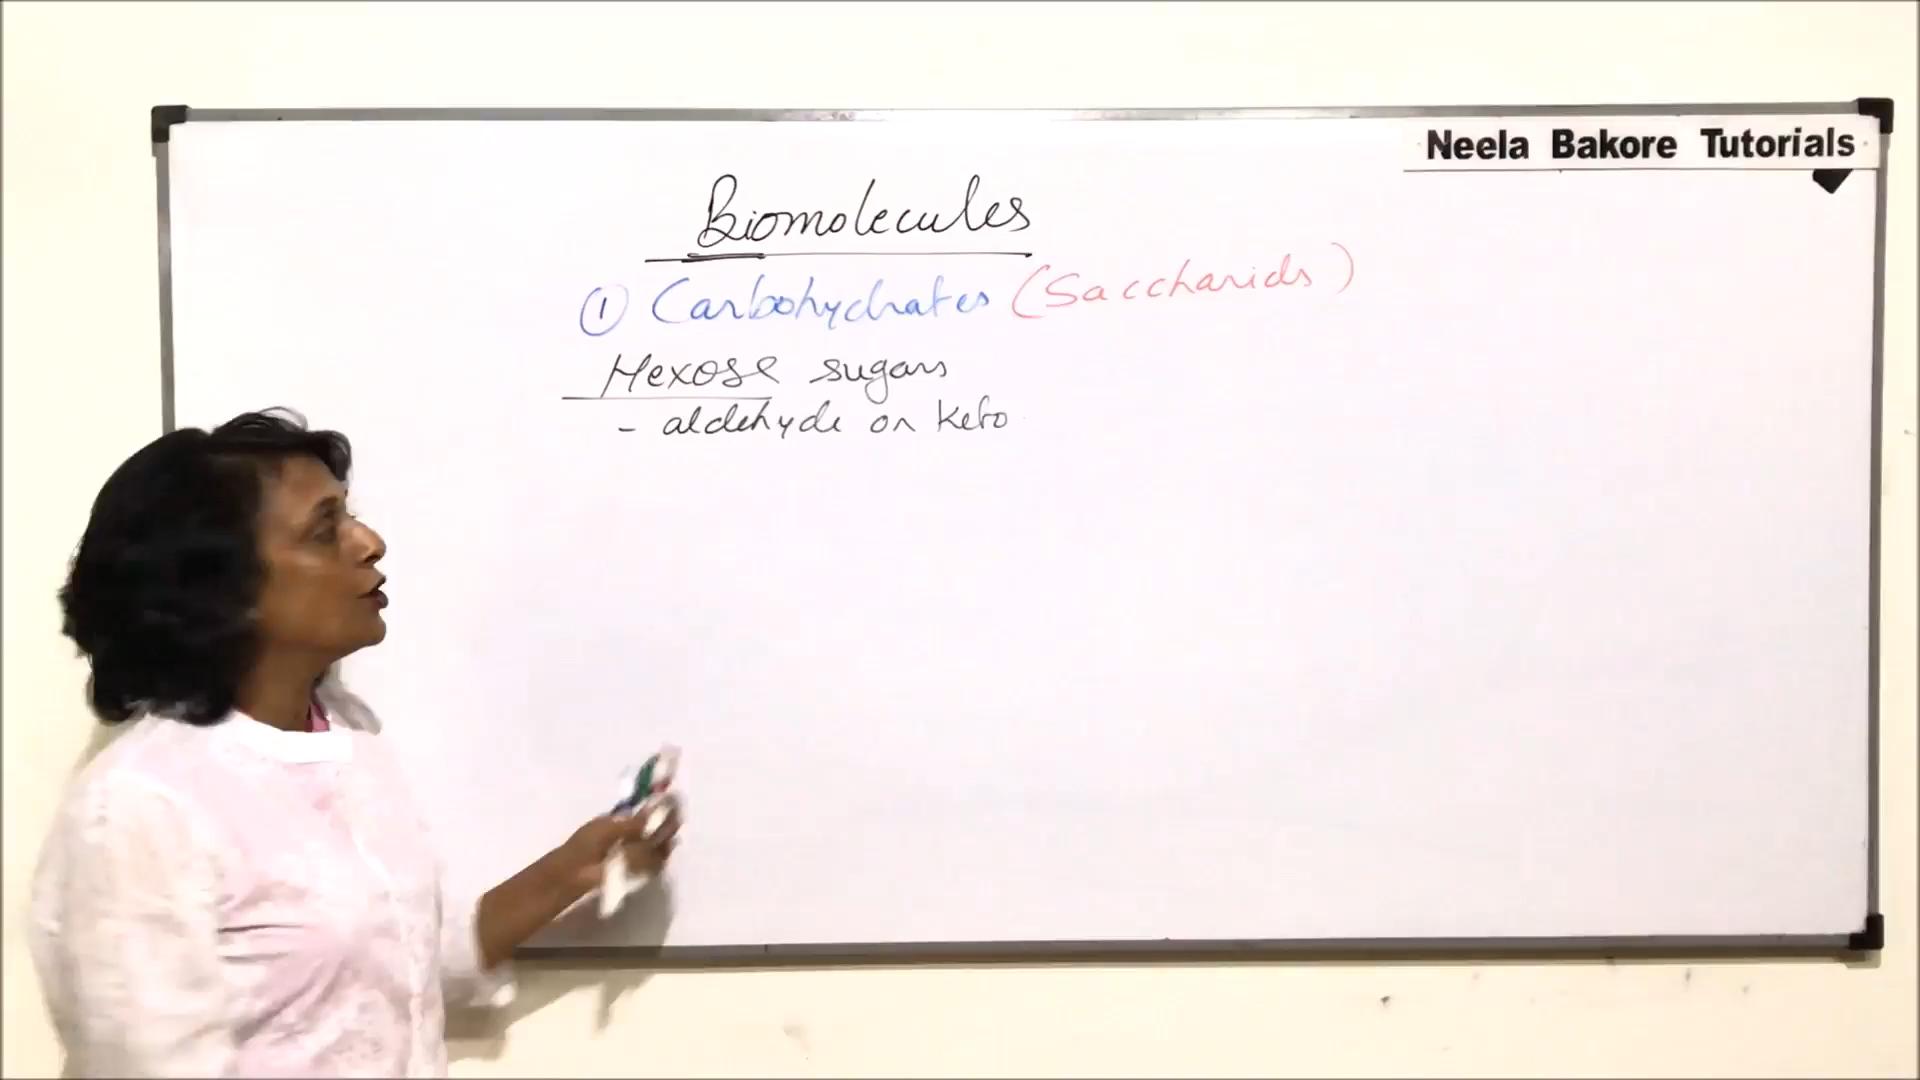 Neela Bakore Tutorials
Biomolecules
① Carbohydrates (Saccharids)
Hexose sugars
- aldehyde or keto